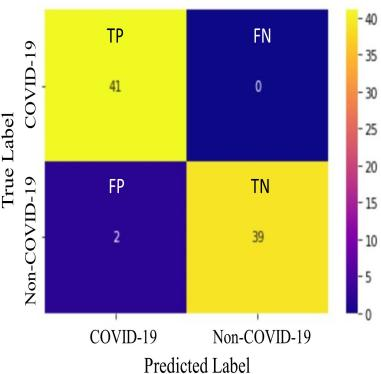 TP FN
41 0
FP TN
2 39
True Label
COVID-19
Non-COVID-19
COVID-19 Non-COVID-19
Predicted Label
40
35
30
25
20
15
10
5
0